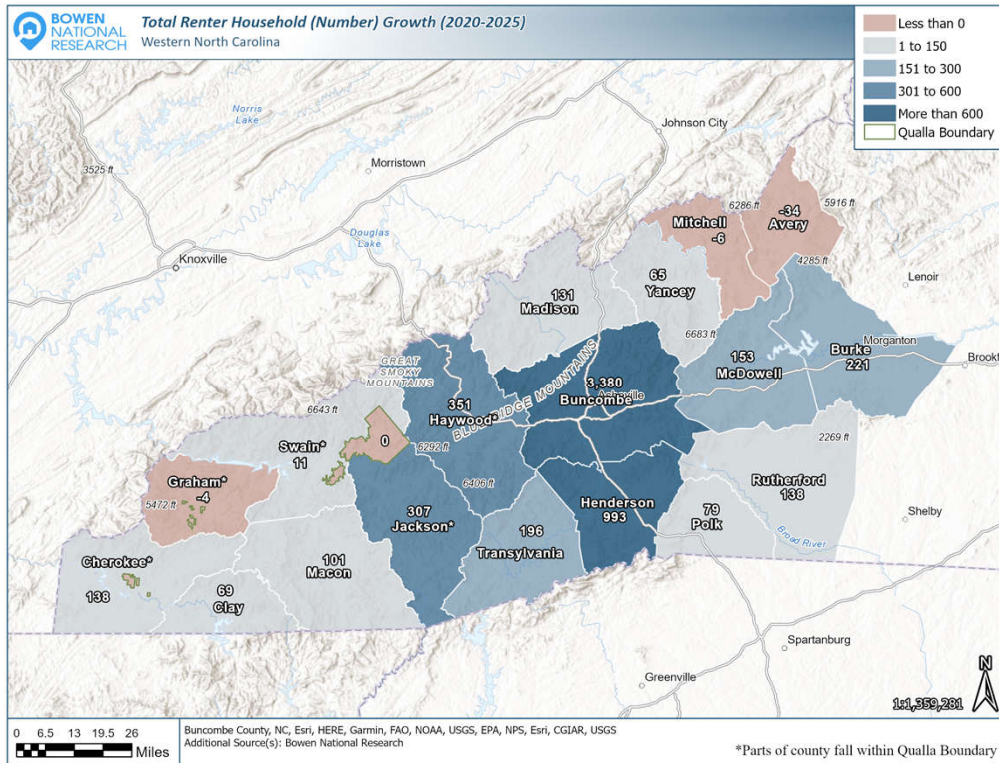 BOWEN
NATIONAL
RESEARCH
Total Renter Household (Number) Growth (2020-2025)
Western North Carolina
Less than 0
1 to 150
151 to 300
301 to 600
More than 600
Qualla Boundary
Norris
Lake
Johnson City
3525 ft
Morristown
6286 ft
5916 ft
-34
Avery
Mitchell
-6
Douglas
Lake
Knoxville
4285 ft
Lenoir
65
Yancey
131
Madison
6683 ft
Morganton
Burke
221
153
McDowell
Brookf
GREAT
SMOKY
MOUNTAINS
BLUE RIDGE MOUNTAINS
3,380
Asheville
Buncombe
351
Haywood*
6643 ft
Swain*
11
0
6292 ft
2269 ft
6406 ft
Graham*
-4
5472 ft
Rutherford
138
Henderson
993
79
Polk
307
Jackson*
196
Transylvania
Shelby
Broad River
Cherokee*
138
101
Macon
69
Clay
Spartanburg
Greenville
N
1:1,359,281
0 6.5 13 19.5 26
Miles
Buncombe County, NC, Esri, HERE, Garmin, FAO, NOAA, USGS, EPA, NPS, Esri, CGIAR, USGS
Additional Source(s): Bowen National Research
*Parts of county fall within Qualla Boundary